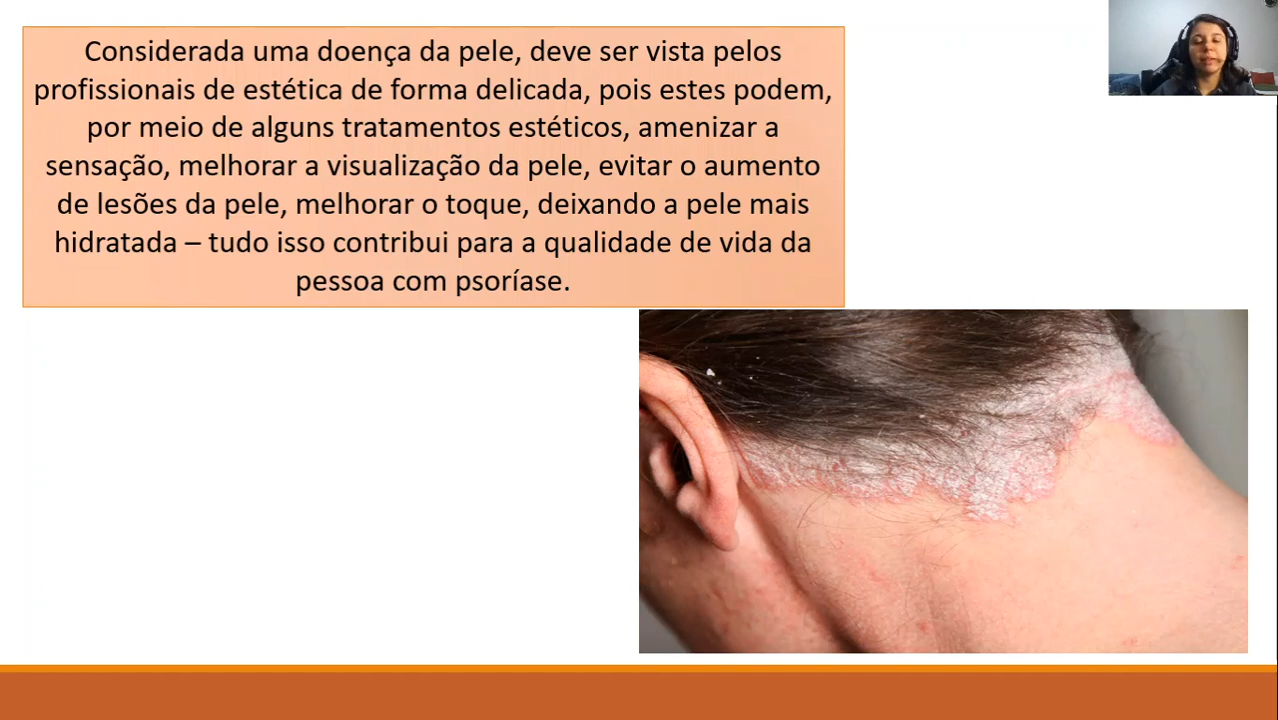 Considerada uma doença da pele, deve ser vista pelos
profissionais de estética de forma delicada, pois estes podem,
por meio de alguns tratamentos estéticos, amenizar a
sensação, melhorar a visualização da pele, evitar o aumento
de lesões da pele, melhorar o toque, deixando a pele mais
hidratada – tudo isso contribui para a qualidade de vida da
pessoa com psoríase.